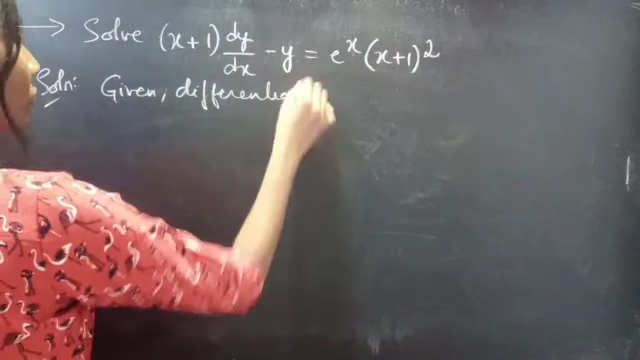 → Solve (x+1) dy/dx - y = e^x (x+1)^2
Soln: Given, differential